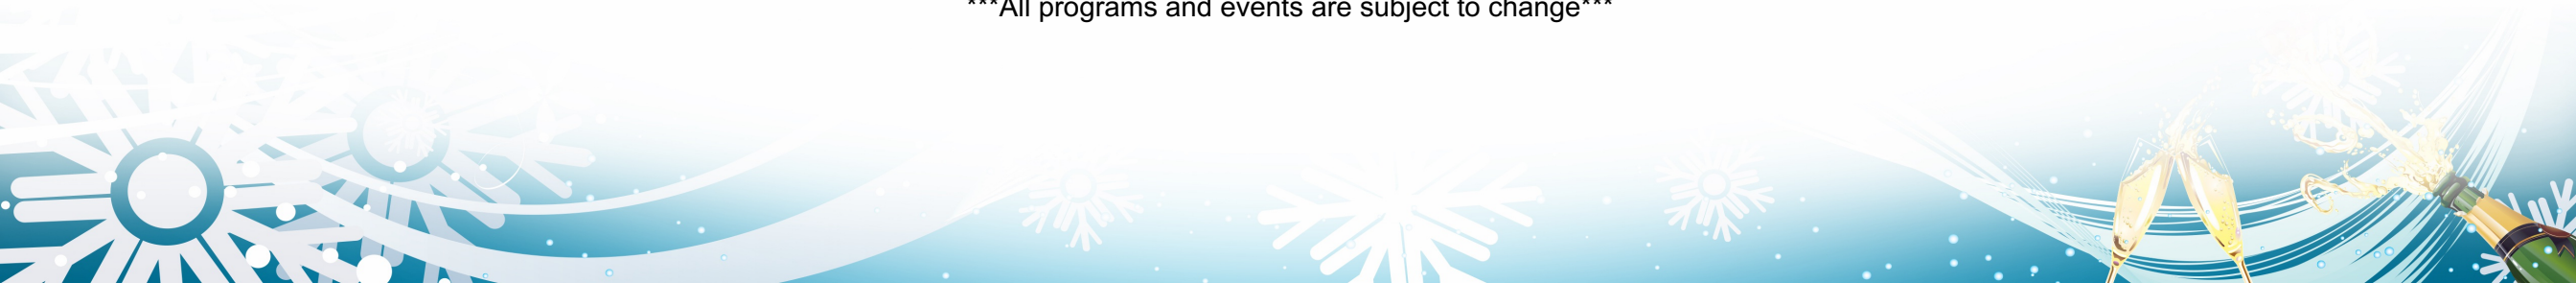 ***All programs and events are subject to change***